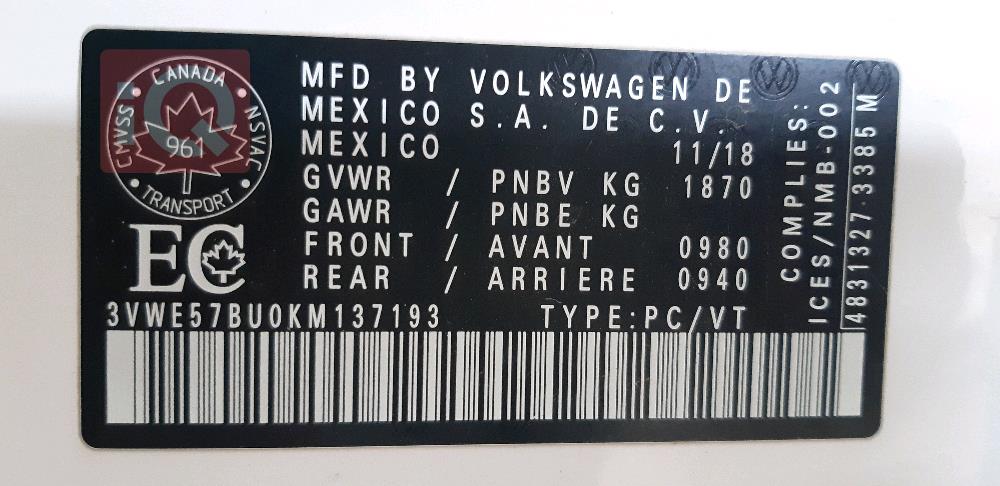 CANADA
CMVSS NSVAC
961
TRANSPORT
EC
MFD BY VOLKSWAGEN DE
MEXICO S.A. DE C.V.
MEXICO 11/18
GVWR / PNBV KG 1870
GAWR / PNBE KG
FRONT / AVANT 0980
REAR / ARRIERE 0940
3VWE57BU0KM137193 TYPE:PC/VT
COMPLIES:
ICES/NMB-002
4831327-3385 M